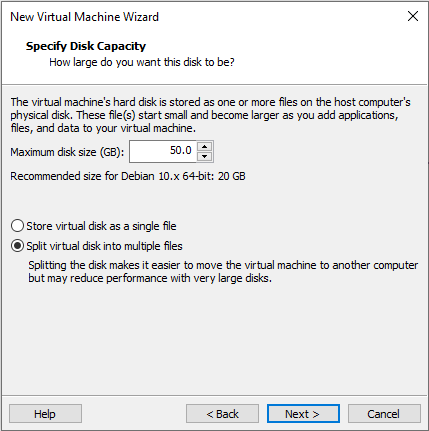 New Virtual Machine Wizard
Specify Disk Capacity
How large do you want this disk to be?
The virtual machine's hard disk is stored as one or more files on the host computer's
physical disk. These file(s) start small and become larger as you add applications,
files, and data to your virtual machine.
Maximum disk size (GB): 50.0
Recommended size for Debian 10.x 64-bit: 20 GB
Store virtual disk as a single file
Split virtual disk into multiple files
Splitting the disk makes it easier to move the virtual machine to another computer
but may reduce performance with very large disks.
Help < Back Next > Cancel